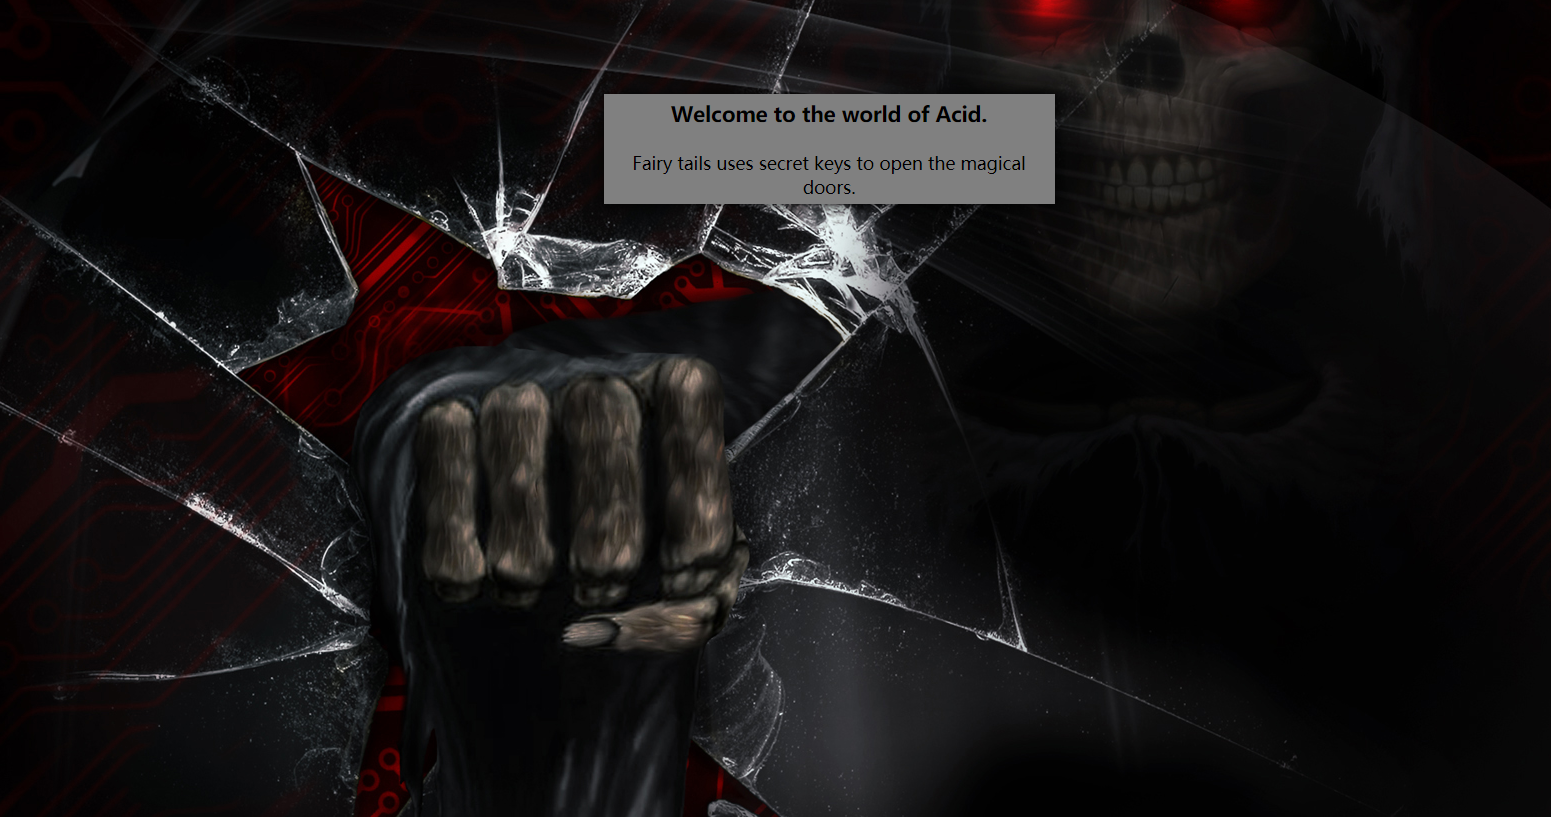 Welcome to the world of Acid.
Fairy tails uses secret keys to open the magical
doors.